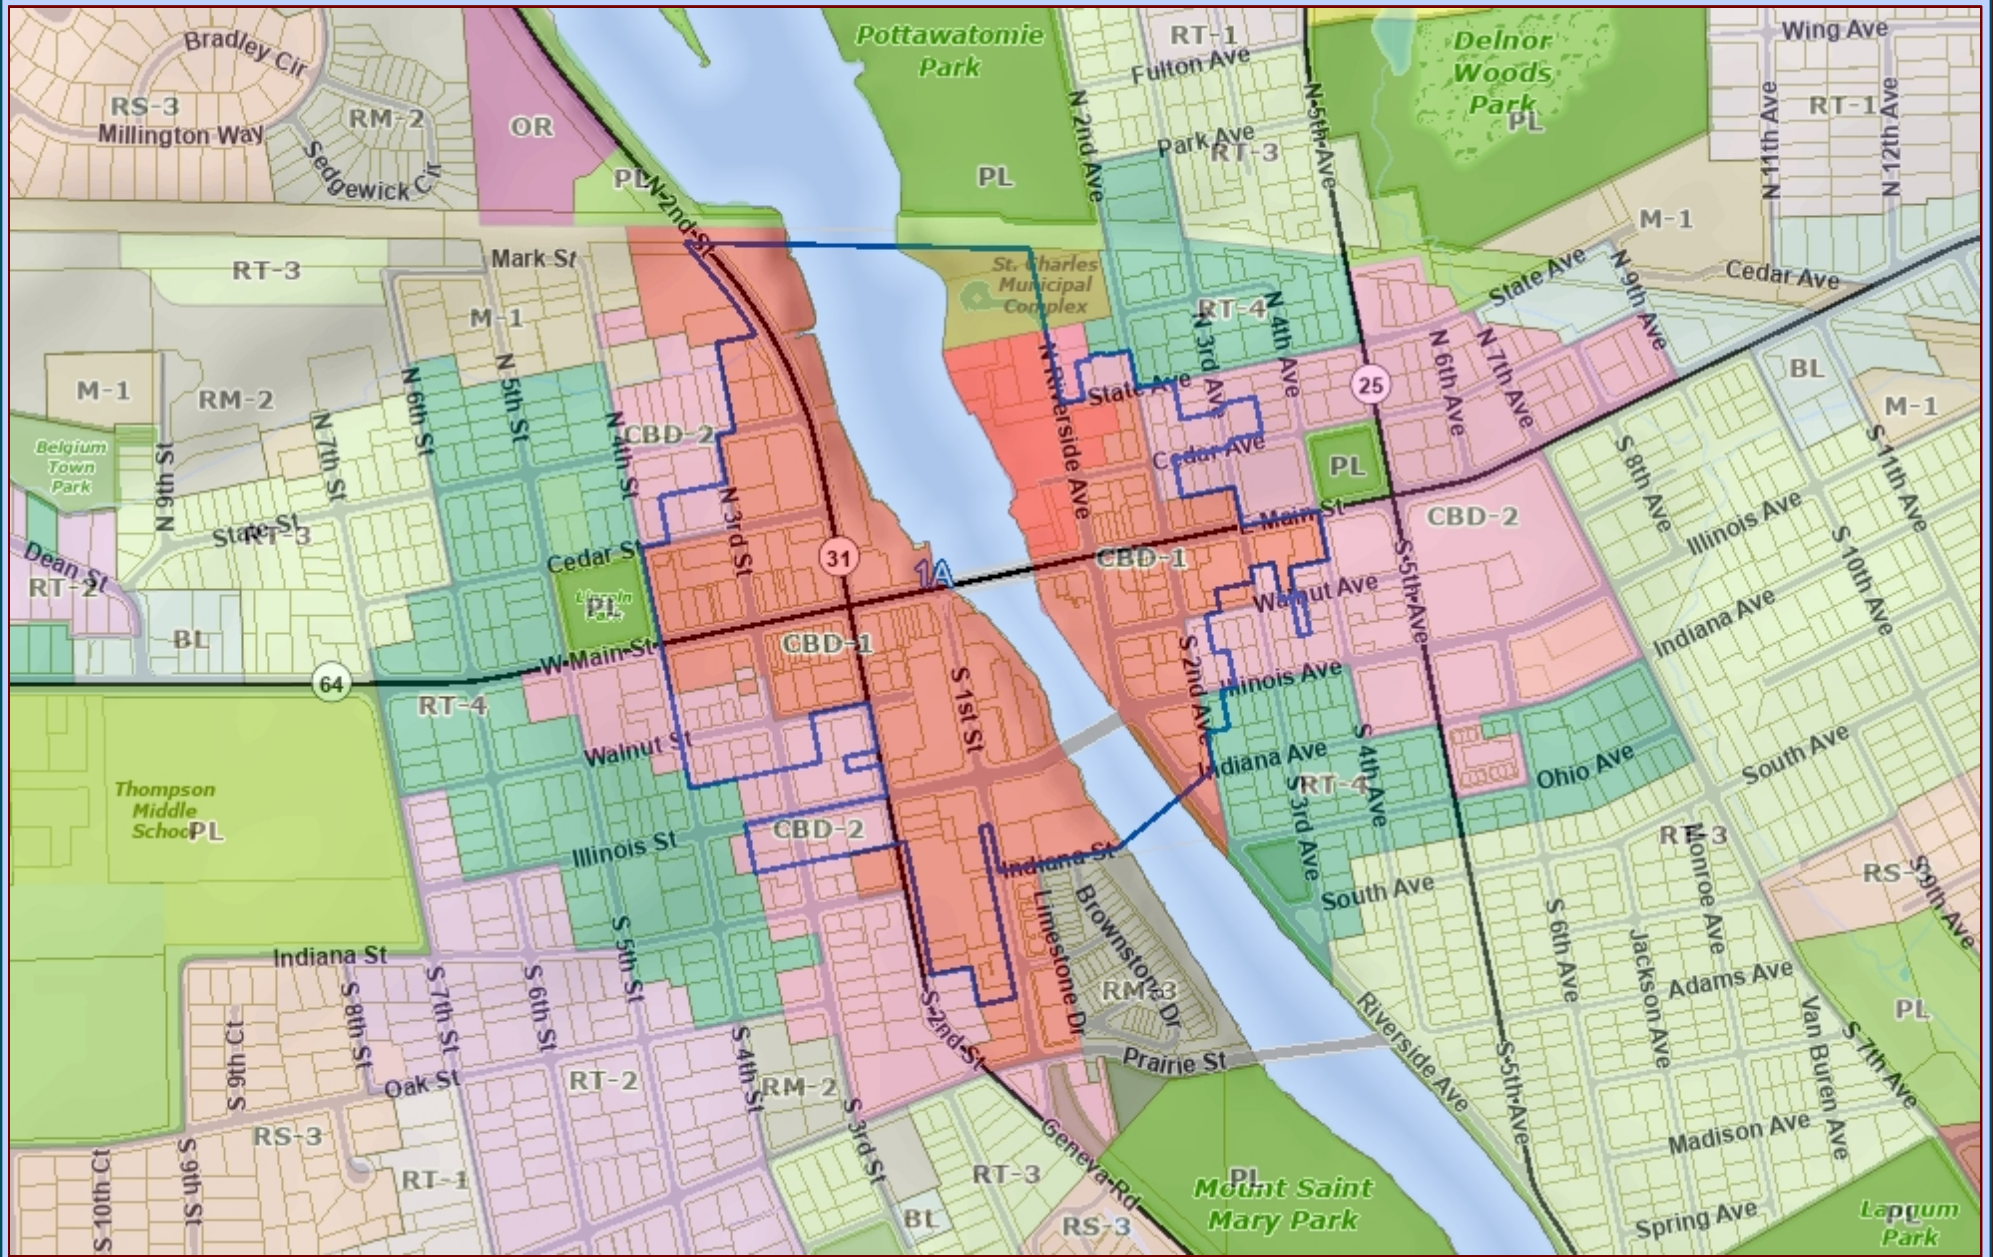 Bradley Cir
RS-3
Millington Way
RM-2
Sedgewick Cir
OR
PL
N 2nd St
Pottawatomie
Park
PL
RT-1
Fulton Ave
N 2nd Ave
Park Ave
RT-3
N 5th Ave
Delnor
Woods
Park
PL
Wing Ave
N 11th Ave
RT-1
N 12th Ave
M-1
Cedar Ave
State Ave
N 9th Ave
RT-3
Mark St
M-1
St. Charles
Municipal
Complex
RT-4
N 3rd Ave
N 4th Ave
25
N 6th Ave
N 7th Ave
BL
M-1
M-1
RM-2
N 6th St
N 5th St
N 4th St
CBD-2
N 7th St
N 9th St
Belgium
Town
Park
N Riverside Ave
State Ave
Cedar Ave
PL
E Main St
CBD-2
S 8th Ave
S 11th Ave
Illinois Ave
S 10th Ave
State St
RT-3
Dean St
RT-2
BL
Cedar St
Lincoln
Park
PL
N 3rd St
31
1A
CBD-1
Walnut Ave
S 5th Ave
Indiana Ave
W Main St
64
CBD-1
RT-4
Walnut St
S 1st St
S 2nd Ave
Illinois Ave
Indiana Ave
S 4th Ave
RT-4
S 3rd Ave
Ohio Ave
South Ave
Thompson
Middle
School
PL
Illinois St
CBD-2
Indiana St
Limestone Dr
Brownstone Dr
RM-3
South Ave
RT-3
Monroe Ave
S 9th Ave
S 6th Ave
Jackson Ave
Adams Ave
PL
Indiana St
S 8th St
S 7th St
S 6th St
S 5th St
S 9th Ct
Oak St
RT-2
S 4th St
RM-2
S 2nd St
Prairie St
Riverside Ave
S 5th Ave
Van Buren Ave
S 7th Ave
Madison Ave
RS-3
S 10th Ct
S 9th St
RT-1
S 3rd St
BL
RT-3
Geneva Rd
RS-3
PL
Mount Saint
Mary Park
Spring Ave
PL
Langum
Park